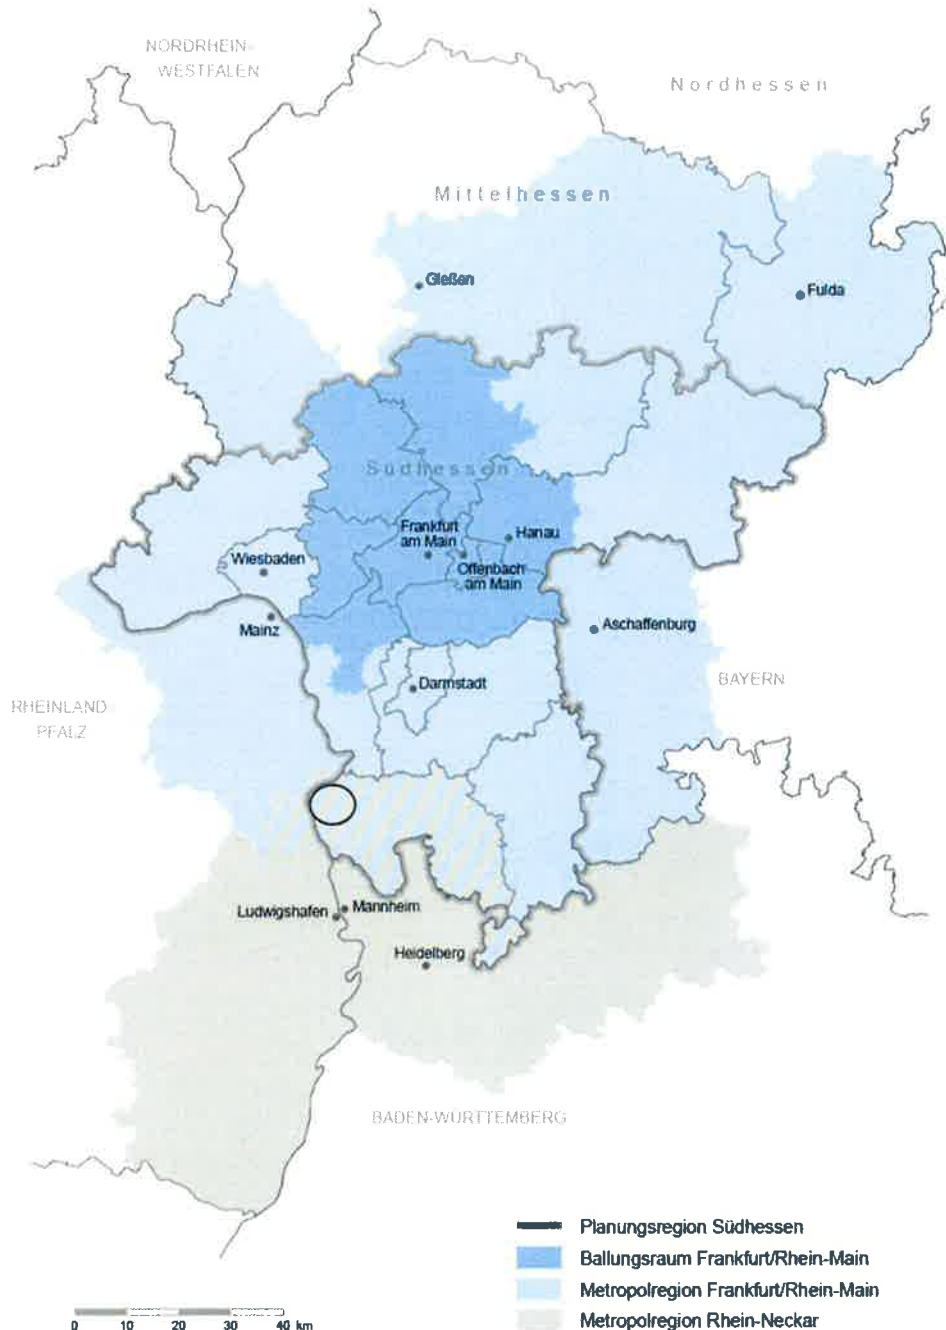 NORDRHEIN-
WESTFALEN
Nordhessen
Mittelhessen
Gießen
Fulda
Südhessen
Frankfurt
am Main
Hanau
Wiesbaden
Offenbach
am Main
Mainz
Aschaffenburg
Darmstadt
BAYERN
RHEINLAND-
PFALZ
Ludwigshafen
Mannheim
Heidelberg
BADEN-WÜRTTEMBERG
Planungsregion Südhessen
Ballungsraum Frankfurt/Rhein-Main
Metropolregion Frankfurt/Rhein-Main
Metropolregion Rhein-Neckar
0 10 20 30 40 km